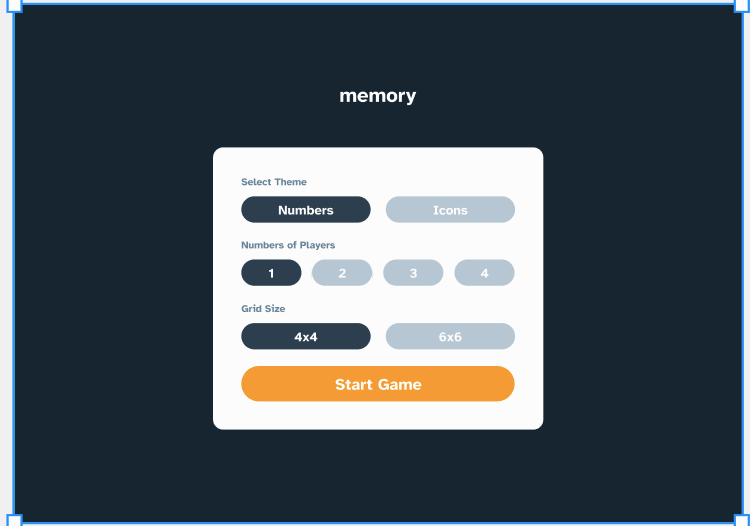 memory
Select Theme
Numbers Icons
Numbers of Players
1 2 3 4
Grid Size
4x4 6x6
Start Game